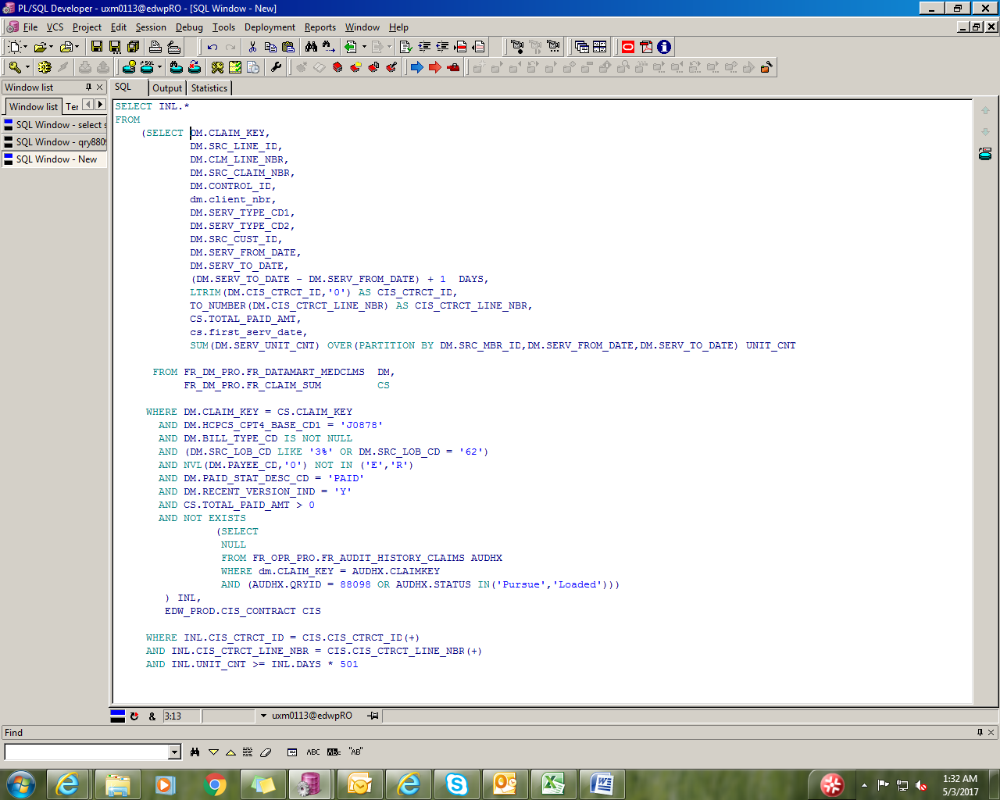 PL/SQL Developer - uxm0113@edwpRO - [SQL Window - New]
File VCS Project Edit Session Debug Tools Deployment Reports Window Help
Window list
SQL Output Statistics
Window list Ter
SQL Window - select s
SQL Window - qry8809
SQL Window - New
SELECT INL.*
FROM
(SELECT DM.CLAIM_KEY,
DM.SRC_LINE_ID,
DM.CLM_LINE_NBR,
DM.SRC_CLAIM_NBR,
DM.CONTROL_ID,
dm.client_nbr,
DM.SERV_TYPE_CD1,
DM.SERV_TYPE_CD2,
DM.SRC_CUST_ID,
DM.SERV_FROM_DATE,
DM.SERV_TO_DATE,
(DM.SERV_TO_DATE - DM.SERV_FROM_DATE) + 1 DAYS,
LTRIM(DM.CIS_CTRCT_ID,'0') AS CIS_CTRCT_ID,
TO_NUMBER(DM.CIS_CTRCT_LINE_NBR) AS CIS_CTRCT_LINE_NBR,
CS.TOTAL_PAID_AMT,
cs.first_serv_date,
SUM(DM.SERV_UNIT_CNT) OVER(PARTITION BY DM.SRC_MBR_ID,DM.SERV_FROM_DATE,DM.SERV_TO_DATE) UNIT_CNT
FROM FR_DM_PRO.FR_DATAMART_MEDCLMS DM,
FR_DM_PRO.FR_CLAIM_SUM CS
WHERE DM.CLAIM_KEY = CS.CLAIM_KEY
AND DM.HCPCS_CPT4_BASE_CD1 = 'J0878'
AND DM.BILL_TYPE_CD IS NOT NULL
AND (DM.SRC_LOB_CD LIKE '3%' OR DM.SRC_LOB_CD = '62')
AND NVL(DM.PAYEE_CD,'0') NOT IN ('E','R')
AND DM.PAID_STAT_DESC_CD = 'PAID'
AND DM.RECENT_VERSION_IND = 'Y'
AND CS.TOTAL_PAID_AMT > 0
AND NOT EXISTS
(SELECT
NULL
FROM FR_OPR_PRO.FR_AUDIT_HISTORY_CLAIMS AUDHX
WHERE dm.CLAIM_KEY = AUDHX.CLAIMKEY
AND (AUDHX.QRYID = 88098 OR AUDHX.STATUS IN('Pursue','Loaded')))
) INL,
EDW_PROD.CIS_CONTRACT CIS
WHERE INL.CIS_CTRCT_ID = CIS.CIS_CTRCT_ID(+)
AND INL.CIS_CTRCT_LINE_NBR = CIS.CIS_CTRCT_LINE_NBR(+)
AND INL.UNIT_CNT >= INL.DAYS * 501
& 3:13 uxm0113@edwpRO
Find
ABC "AB"
1:32 AM
5/3/2017